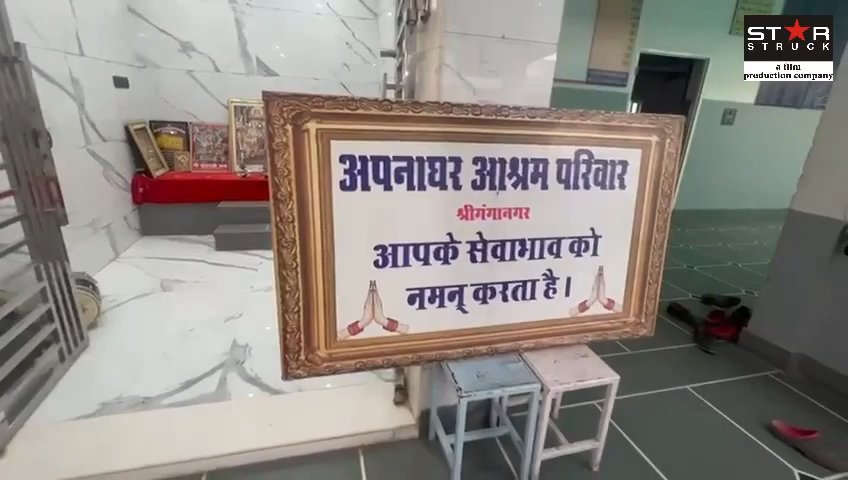 STAR
STRUCK
a film
production company
अपनाघर आश्रम परिवार
श्रीगंगानगर
आपके सेवाभाव को
नमन् करता है।